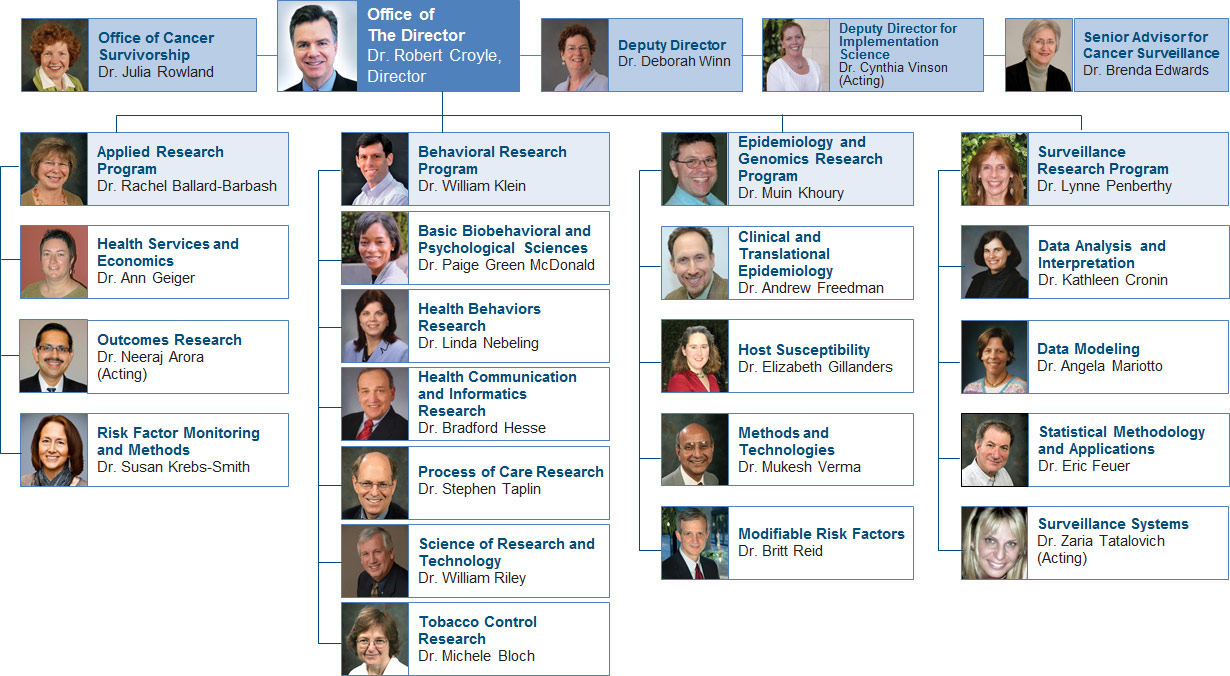 Office of Cancer
Survivorship
Dr. Julia Rowland
Office of
The Director
Dr. Robert Croyle,
Director
Deputy Director
Dr. Deborah Winn
Deputy Director for
Implementation
Science
Dr. Cynthia Vinson
(Acting)
Senior Advisor for
Cancer Surveillance
Dr. Brenda Edwards
Applied Research
Program
Dr. Rachel Ballard-Barbash
Health Services and
Economics
Dr. Ann Geiger
Outcomes Research
Dr. Neeraj Arora
(Acting)
Risk Factor Monitoring
and Methods
Dr. Susan Krebs-Smith
Behavioral Research
Program
Dr. William Klein
Basic Biobehavioral and
Psychological Sciences
Dr. Paige Green McDonald
Health Behaviors
Research
Dr. Linda Nebeling
Health Communication
and Informatics
Research
Dr. Bradford Hesse
Process of Care Research
Dr. Stephen Taplin
Science of Research and
Technology
Dr. William Riley
Tobacco Control
Research
Dr. Michele Bloch
Epidemiology and
Genomics Research
Program
Dr. Muin Khoury
Clinical and
Translational
Epidemiology
Dr. Andrew Freedman
Host Susceptibility
Dr. Elizabeth Gillanders
Methods and
Technologies
Dr. Mukesh Verma
Modifiable Risk Factors
Dr. Britt Reid
Surveillance
Research Program
Dr. Lynne Penberthy
Data Analysis and
Interpretation
Dr. Kathleen Cronin
Data Modeling
Dr. Angela Mariotto
Statistical Methodology
and Applications
Dr. Eric Feuer
Surveillance Systems
Dr. Zaria Tatalovich
(Acting)